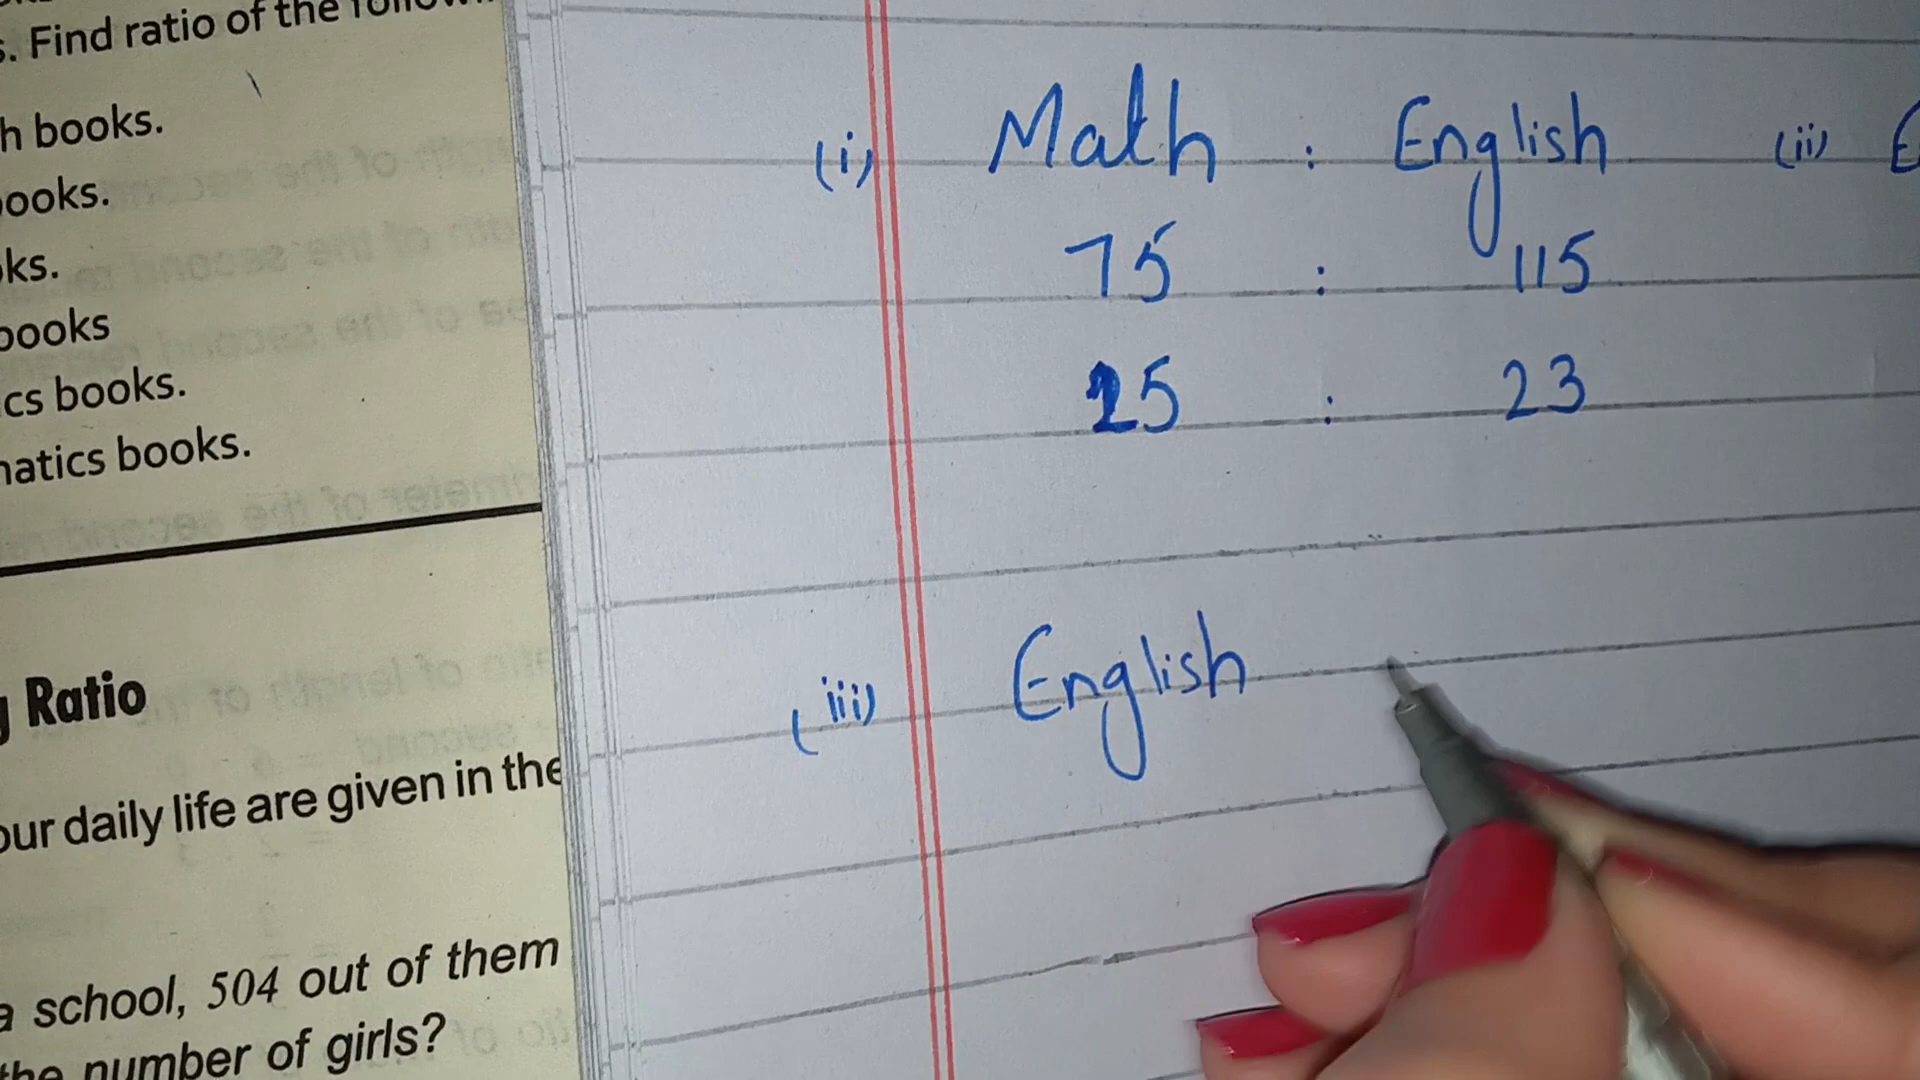 s. Find ratio of the
h books.
ooks.
ks.
books
cs books.
natics books.
Ratio
our daily life are given in the
a school, 504 out of them
the number of girls?
(i) Math : English (ii) E
75 : 115
25 : 23
(iii) English